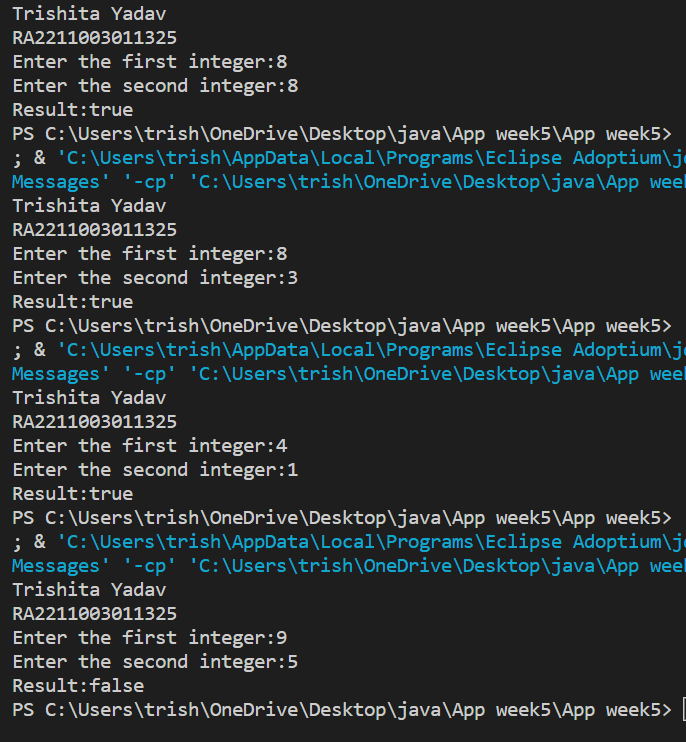 Trishita Yadav
RA2211003011325
Enter the first integer:8
Enter the second integer:8
Result:true
PS C:\Users\trish\OneDrive\Desktop\java\App week5\App week5>
; & 'C:\Users\trish\AppData\Local\Programs\Eclipse Adoptium\j
Messages' '-cp' 'C:\Users\trish\OneDrive\Desktop\java\App wee
Trishita Yadav
RA2211003011325
Enter the first integer:8
Enter the second integer:3
Result:true
PS C:\Users\trish\OneDrive\Desktop\java\App week5\App week5>
; & 'C:\Users\trish\AppData\Local\Programs\Eclipse Adoptium\j
Messages' '-cp' 'C:\Users\trish\OneDrive\Desktop\java\App wee
Trishita Yadav
RA2211003011325
Enter the first integer:4
Enter the second integer:1
Result:true
PS C:\Users\trish\OneDrive\Desktop\java\App week5\App week5>
; & 'C:\Users\trish\AppData\Local\Programs\Eclipse Adoptium\j
Messages' '-cp' 'C:\Users\trish\OneDrive\Desktop\java\App wee
Trishita Yadav
RA2211003011325
Enter the first integer:9
Enter the second integer:5
Result:false
PS C:\Users\trish\OneDrive\Desktop\java\App week5\App week5>